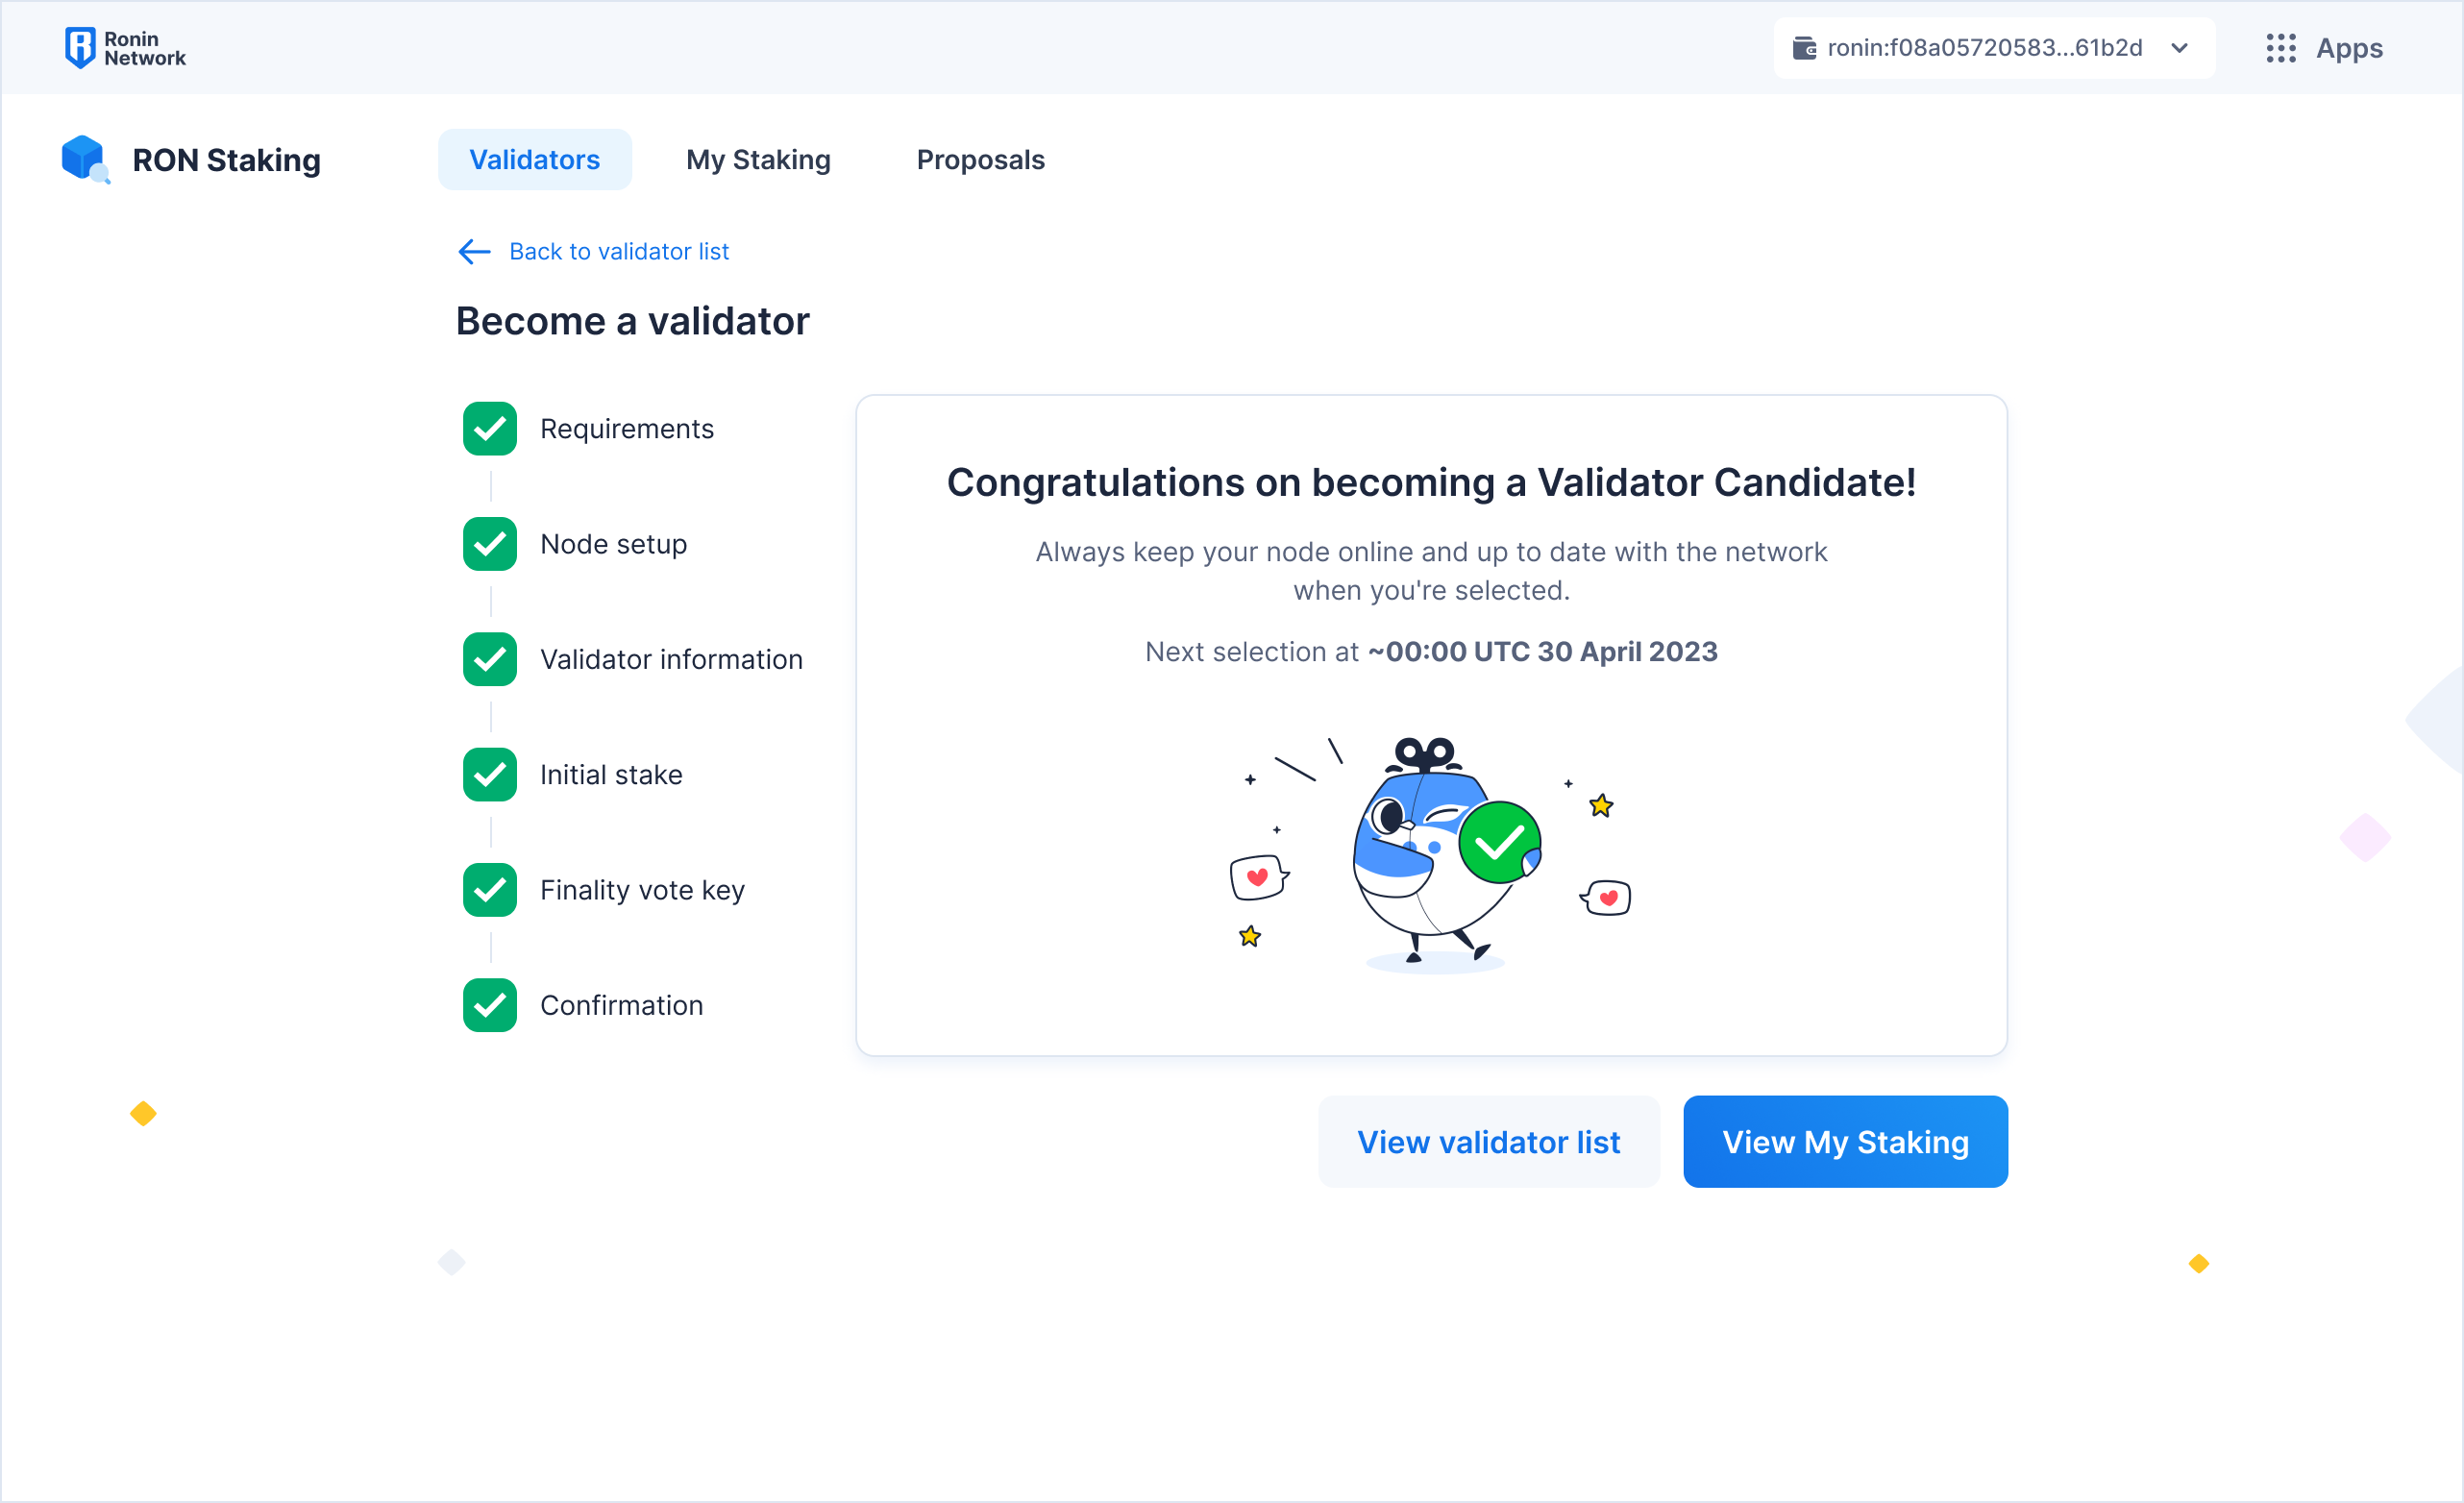 Ronin
Network
ronin:f08a05720583...61b2d
Apps
RON Staking
Validators
My Staking
Proposals
Back to validator list
Become a validator
Requirements
Node setup
Validator information
Initial stake
Finality vote key
Confirmation
Congratulations on becoming a Validator Candidate!
Always keep your node online and up to date with the network
when you're selected.
Next selection at ~00:00 UTC 30 April 2023
View validator list
View My Staking